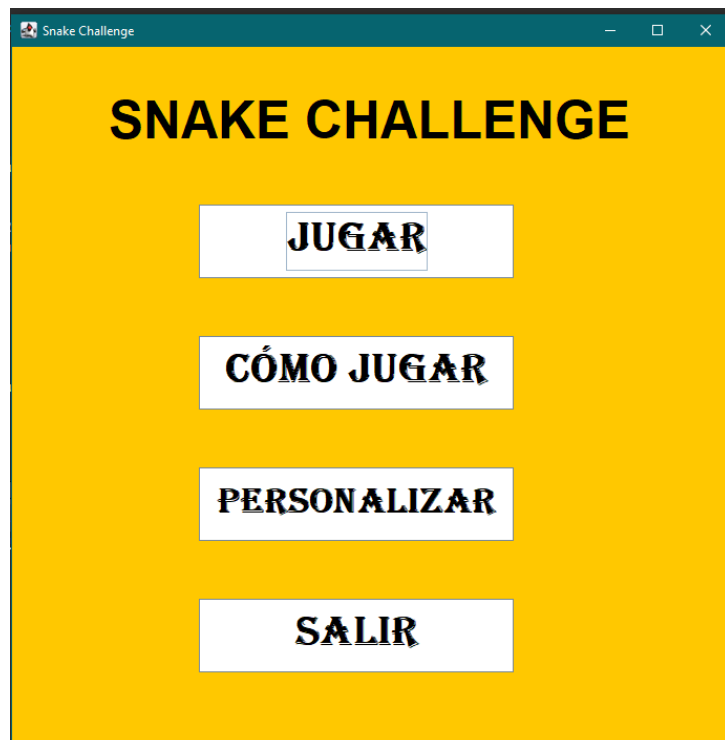 Snake Challenge
SNAKE CHALLENGE
JUGAR
CÓMO JUGAR
PERSONALIZAR
SALIR